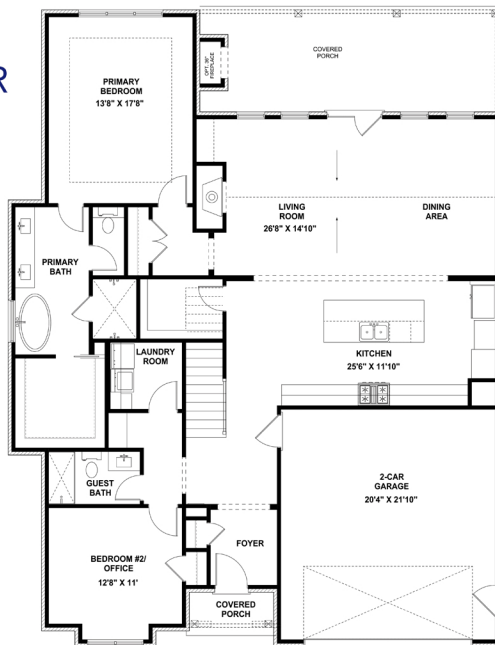 R
COVERED
PORCH
OPT. 36"
FIREPLACE
PRIMARY
BEDROOM
13'8" X 17'8"
LIVING
ROOM
26'8" X 14'10"
DINING
AREA
PRIMARY
BATH
LAUNDRY
ROOM
KITCHEN
25'6" X 11'10"
GUEST
BATH
2-CAR
GARAGE
20'4" X 21'10"
FOYER
BEDROOM #2/
OFFICE
12'8" X 11'
COVERED
PORCH